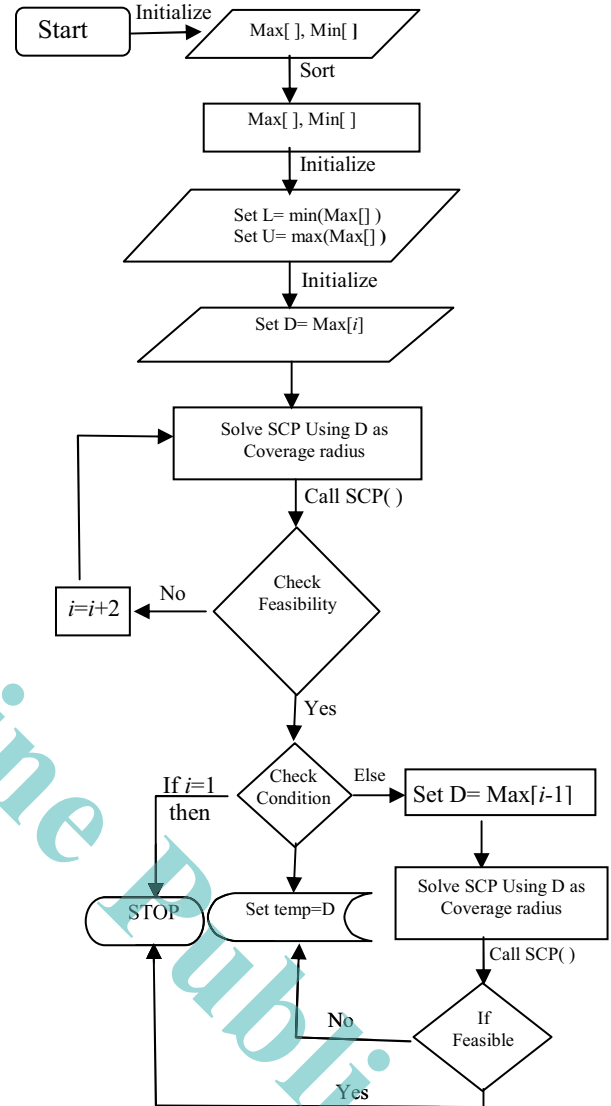 Start
Initialize
Max[ ], Min[ ]
Sort
Max[ ], Min[ ]
Initialize
Set L= min(Max[] )
Set U= max(Max[] )
Initialize
Set D= Max[i]
Solve SCP Using D as
Coverage radius
Call SCP( )
Check
Feasibility
No
i=i+2
Yes
Check
Condition
If i=1
then
Else
Set D= Max[i-1]
STOP
Set temp=D
Solve SCP Using D as
Coverage radius
Call SCP( )
If
Feasible
No
Yes
ine Publi